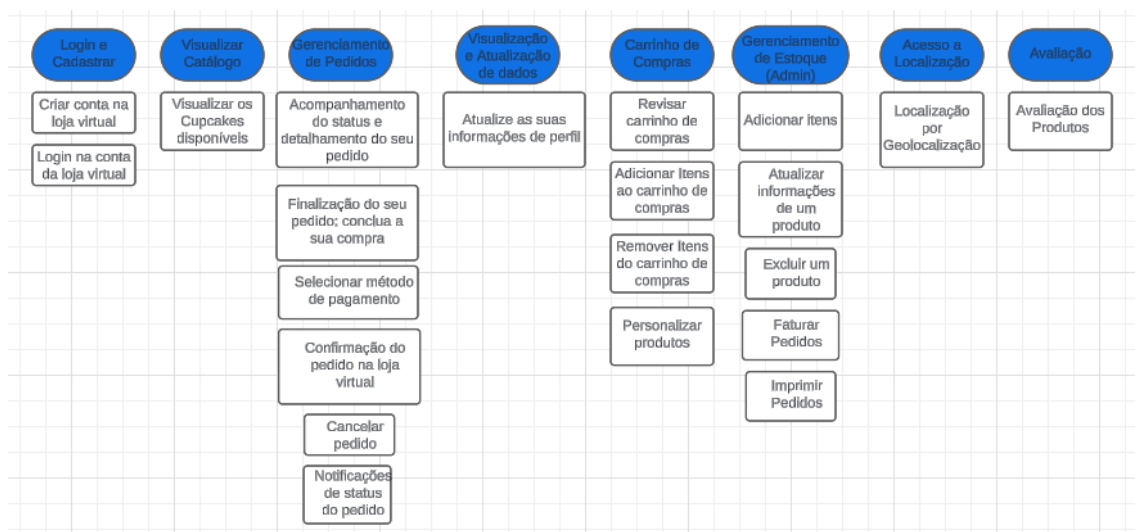 Login e
Cadastrar
Visualizar
Catálogo
Gerenciamento
de Pedidos
Visualização
e Atualização
de dados
Carrinho de
Compras
Gerenciamento
de Estoque
(Admin)
Acesso a
Localização
Avaliação
Criar conta na
loja virtual
Login na conta
da loja virtual
Visualizar os
Cupcakes
disponíveis
Acompanhamento
do status e
detalhamento do seu
pedido
Finalização do seu
pedido; conclua a
sua compra
Selecionar método
de pagamento
Confirmação do
pedido na loja
virtual
Cancelar
pedido
Notificações
de status
do pedido
Atualize as suas
informações de perfil
Revisar
carrinho de
compras
Adicionar Itens
ao carrinho de
compras
Remover Itens
do carrinho de
compras
Personalizar
produtos
Adicionar itens
Atualizar
informações
de um
produto
Excluir um
produto
Faturar
Pedidos
Imprimir
Pedidos
Localização
por
Geolocalização
Avaliação dos
Produtos